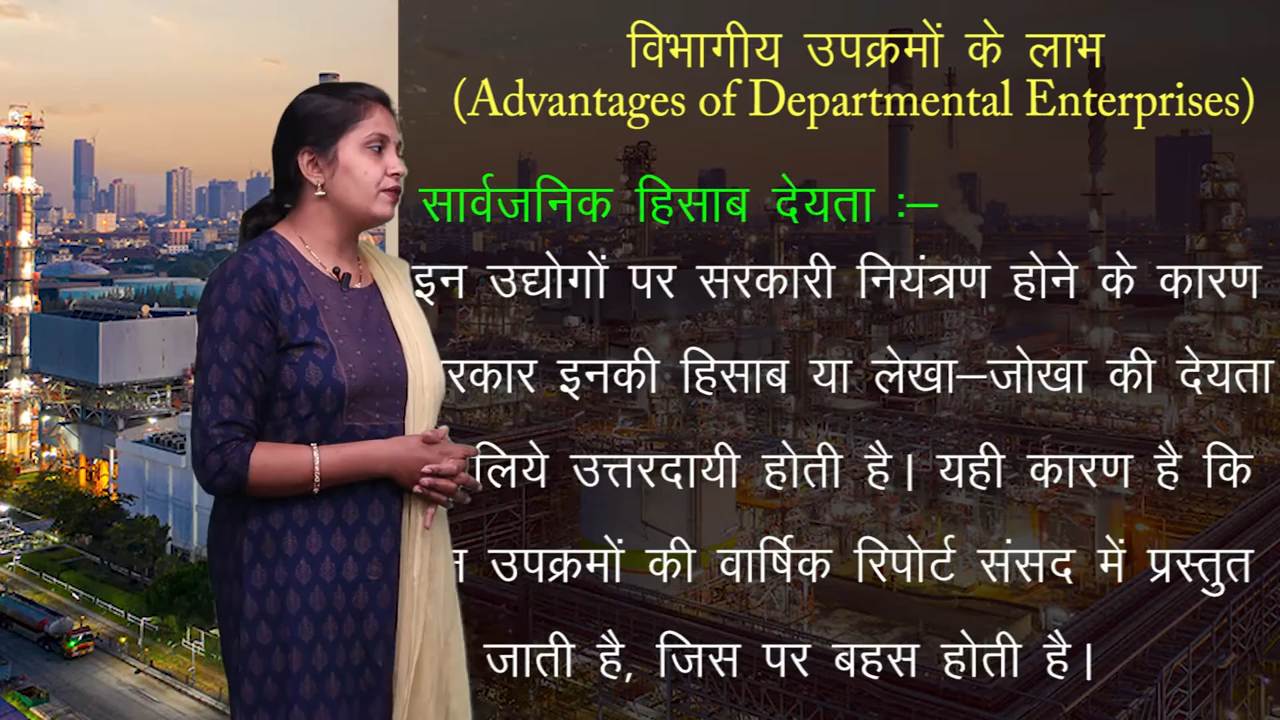 विभागीय उपक्रमों के लाभ
(Advantages of Departmental Enterprises)
सार्वजनिक हिसाब देयता :–
इन उद्योगों पर सरकारी नियंत्रण होने के कारण
इनकी हिसाब या लेखा–जोखा की देयता
उत्तरदायी होती है। यही कारण है कि
उपक्रमों की वार्षिक रिपोर्ट संसद में प्रस्तुत
जाती है, जिस पर बहस होती है।